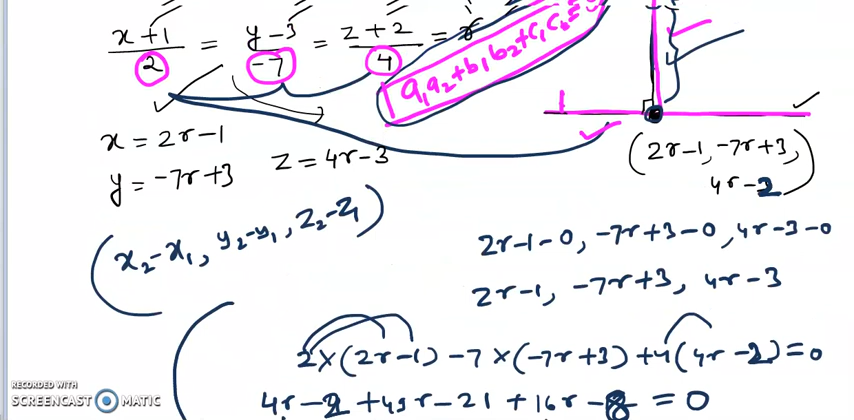 x+1/2 = y-3/-7 = z+2/4 = r
a₁a₂+b₁b₂+c₁c₂=
x = 2r-1
y = -7r+3 z = 4r-3
(2r-1, -7r+3,
4r-2)
(x₂-x₁, y₂-y₁, z₂-z₁)
2r-1-0, -7r+3-0, 4r-3-0
2r-1, -7r+3, 4r-3
2×(2r-1) -7×(-7r+3) +4(4r-2)=0
4r-2+49r-21+16r-8 = 0
RECORDED WITH
SCREENCAST MATIC